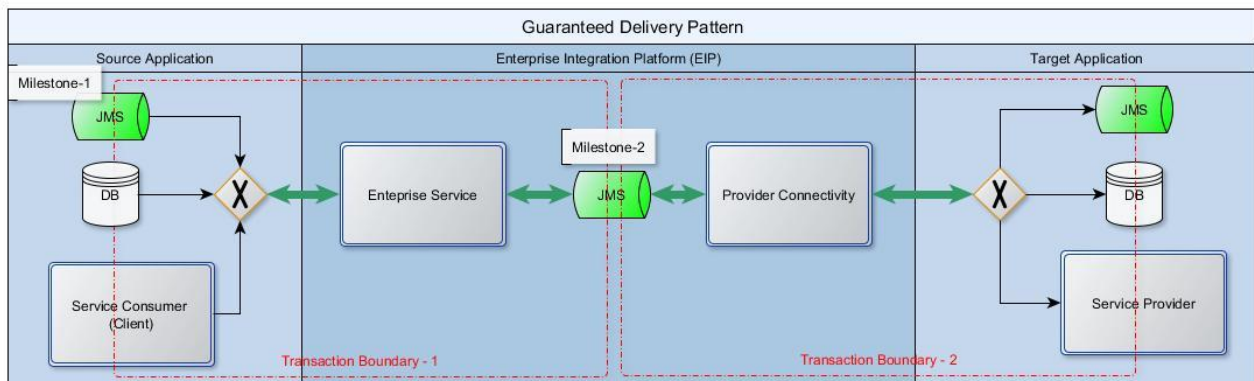 Guaranteed Delivery Pattern
Source Application
Enterprise Integration Platform (EIP)
Target Application
Milestone-1
JMS
DB
Service Consumer
(Client)
X
Enteprise Service
Milestone-2
JMS
Provider Connectivity
X
JMS
DB
Service Provider
Transaction Boundary - 1
Transaction Boundary - 2